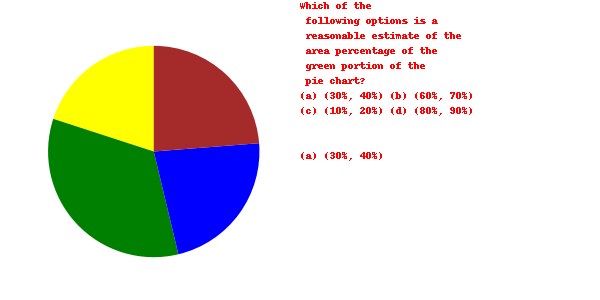 Which of the
following options is a
reasonable estimate of the
area percentage of the
green portion of the
pie chart?
(a) (30%, 40%) (b) (60%, 70%)
(c) (10%, 20%) (d) (80%, 90%)
(a) (30%, 40%)